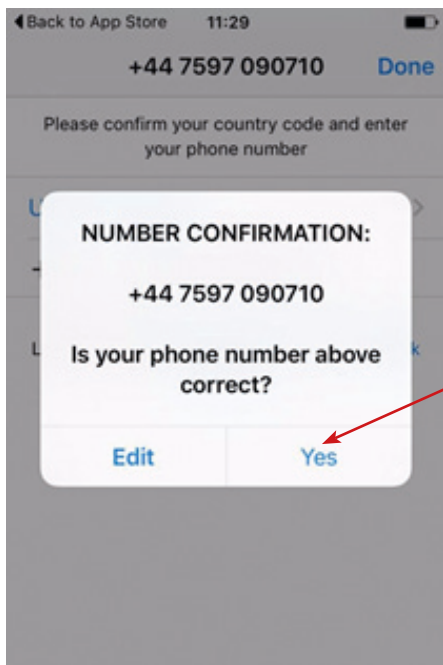 Back to App Store 11:29
+44 7597 090710 Done
Please confirm your country code and enter
your phone number
U
NUMBER CONFIRMATION:
+44 7597 090710
Is your phone number above
correct?
L k
Edit Yes